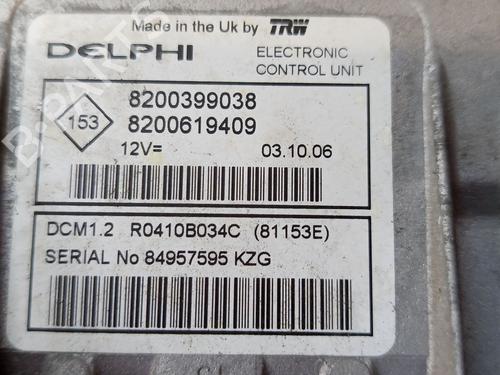 Made in the Uk by TRW
DELPHI
ELECTRONIC
CONTROL UNIT
153
8200399038
8200619409
12V=
03.10.06
DCM1.2 R0410B034C (81153E)
SERIAL No 84957595 KZG
B-PARTS